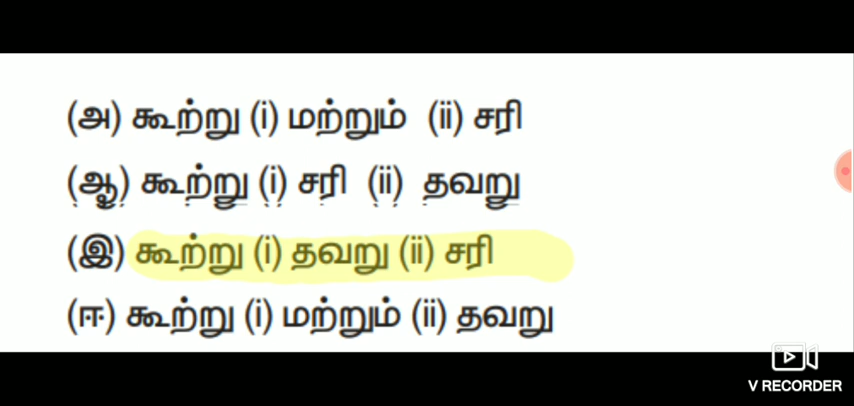 (அ) கூற்று (i) மற்றும் (ii) சரி
(ஆ) கூற்று (i) சரி (ii) தவறு
(இ) கூற்று (i) தவறு (ii) சரி
(ஈ) கூற்று (i) மற்றும் (ii) தவறு
V RECORDER